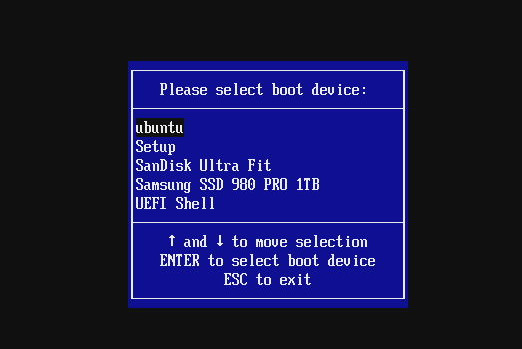 Please select boot device:
ubuntu
Setup
SanDisk Ultra Fit
Samsung SSD 980 PRO 1TB
UEFI Shell
↑ and ↓ to move selection
ENTER to select boot device
ESC to exit